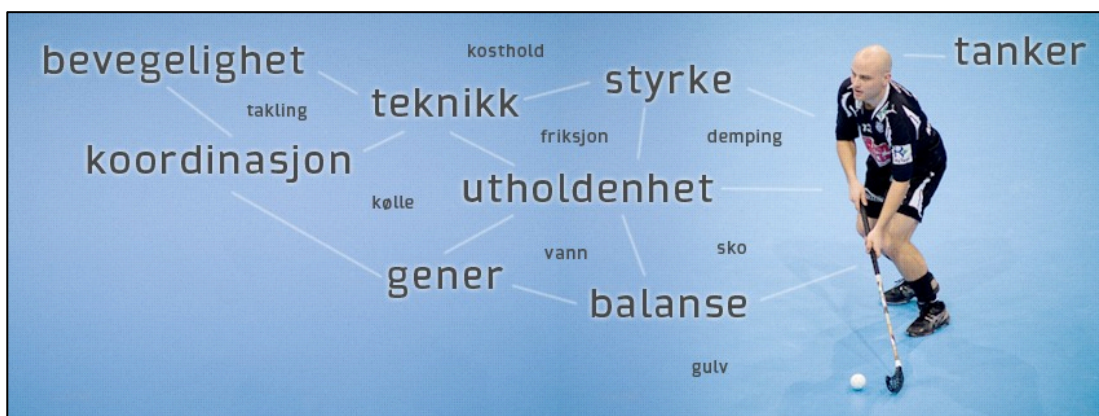 bevegelighet
kosthold
tanker
styrke
teknikk
takling
friksjon
demping
koordinasjon
utholdenhet
kølle
vann
sko
gener
balanse
gulv